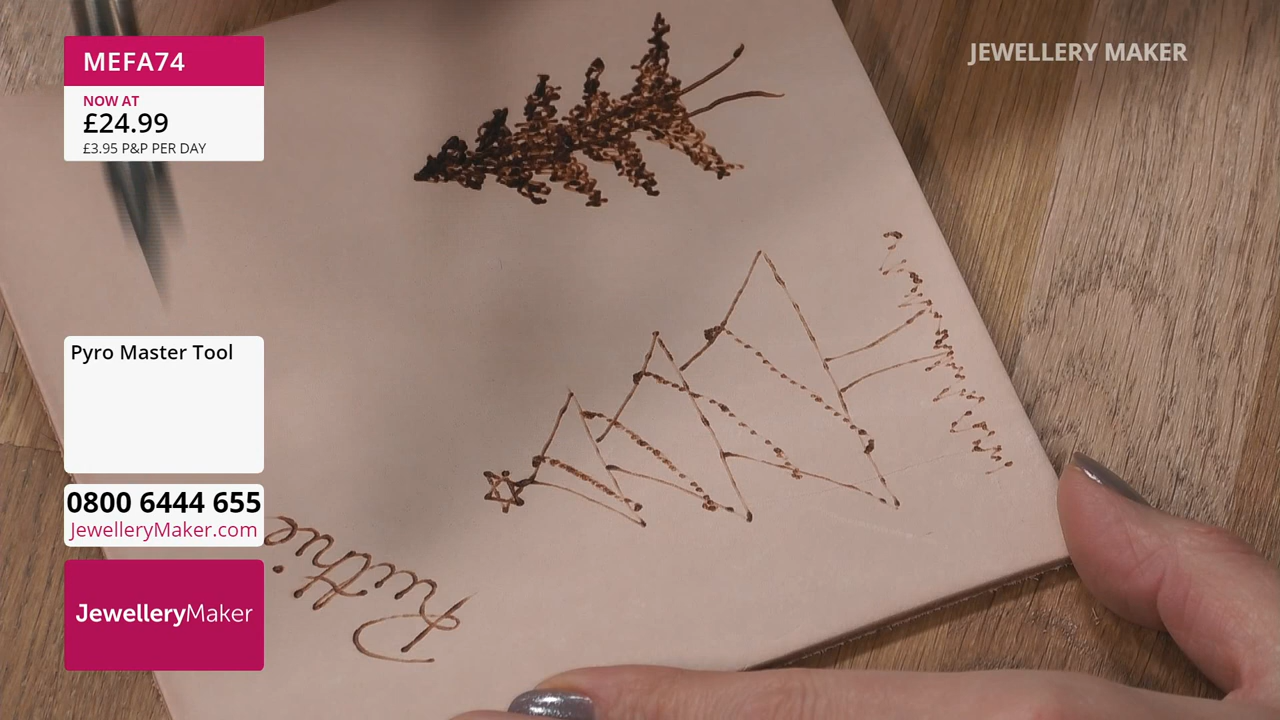 MEFA74
NOW AT
£24.99
£3.95 P&P PER DAY
JEWELLERY MAKER
Pyro Master Tool
0800 6444 655
JewelleryMaker.com
JewelleryMaker
Ruthie